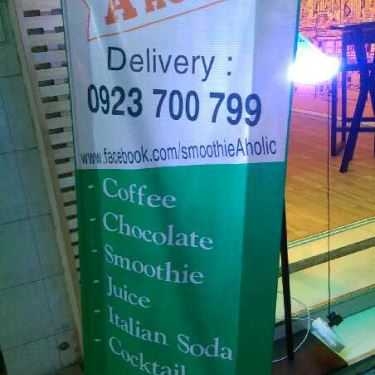 Delivery :
0923 700 799
www.facebook.com/smoothieAholic
- Coffee
- Chocolate
- Smoothie
- Juice
- Italian Soda
- Cocktail